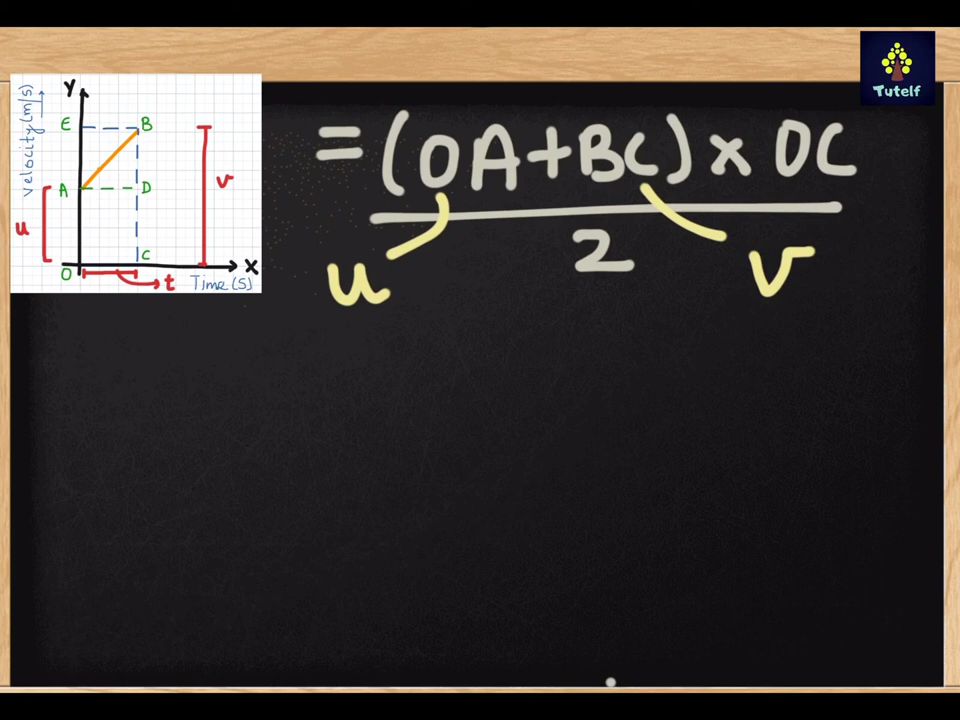 Tutelf
Y
E
B
Velocity (m/s)
A
D
v
u
C
O
X
t
Time (s)
= (OA+BC) × OC
2
u
v